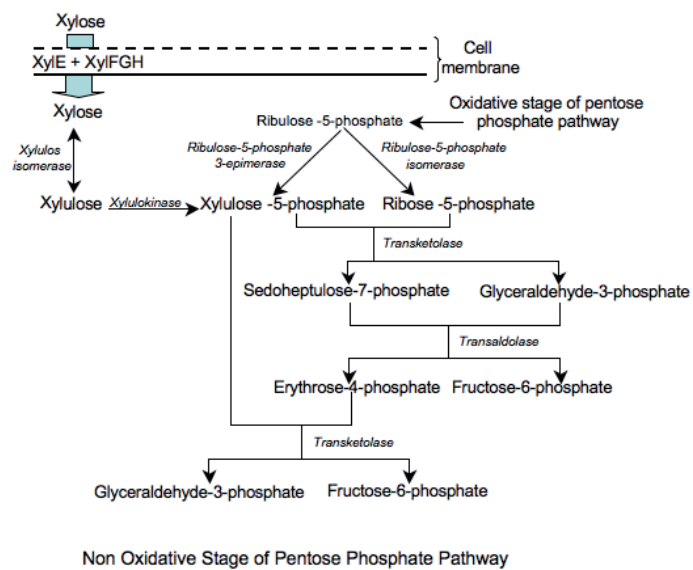 Xylose
XylE + XylFGH
Cell
membrane
Xylose
Ribulose -5-phosphate
Oxidative stage of pentose
phosphate pathway
Xylulos
isomerase
Ribulose-5-phosphate
3-epimerase
Ribulose-5-phosphate
isomerase
Xylulose
Xylulokinase
Xylulose -5-phosphate
Ribose -5-phosphate
Transketolase
Sedoheptulose-7-phosphate
Glyceraldehyde-3-phosphate
Transaldolase
Erythrose-4-phosphate
Fructose-6-phosphate
Transketolase
Glyceraldehyde-3-phosphate
Fructose-6-phosphate
Non Oxidative Stage of Pentose Phosphate Pathway